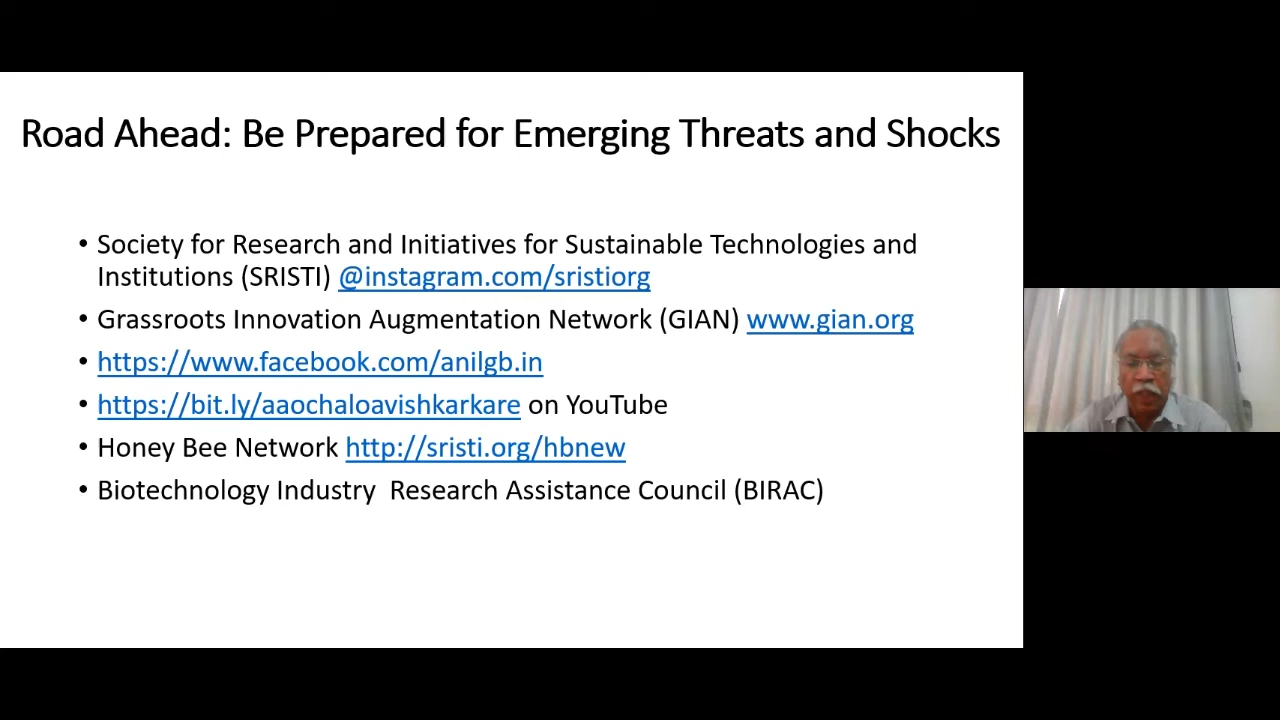 Road Ahead: Be Prepared for Emerging Threats and Shocks
• Society for Research and Initiatives for Sustainable Technologies and
Institutions (SRISTI) @instagram.com/sristiorg
• Grassroots Innovation Augmentation Network (GIAN) www.gian.org
• https://www.facebook.com/anilgb.in
• https://bit.ly/aaochaloavishkarkare on YouTube
• Honey Bee Network http://sristi.org/hbnew
• Biotechnology Industry  Research Assistance Council (BIRAC)